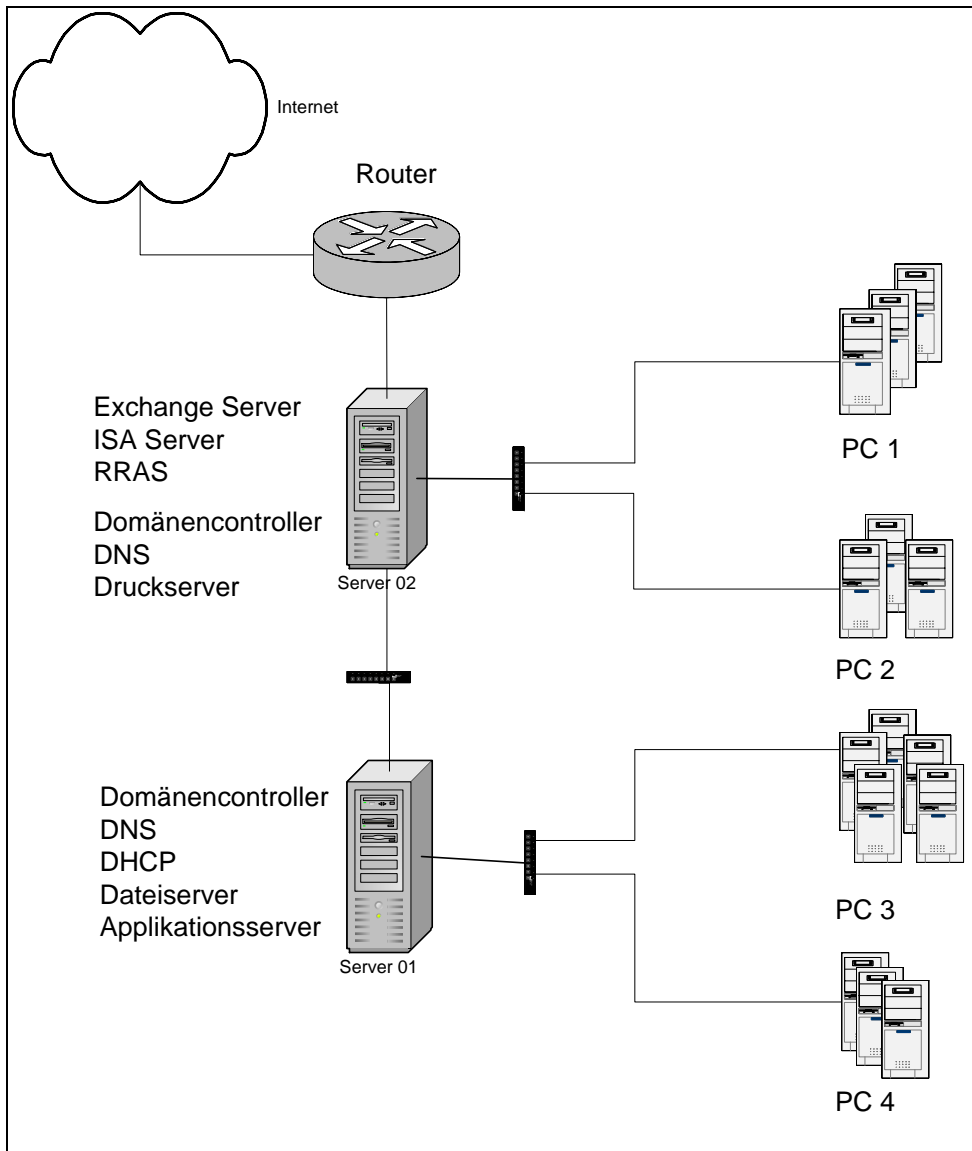 Internet
Router
Exchange Server
ISA Server
RRAS
Domänencontroller
DNS
Druckserver
Server 02
PC 1
PC 2
Domänencontroller
DNS
DHCP
Dateiserver
Applikationsserver
Server 01
PC 3
PC 4